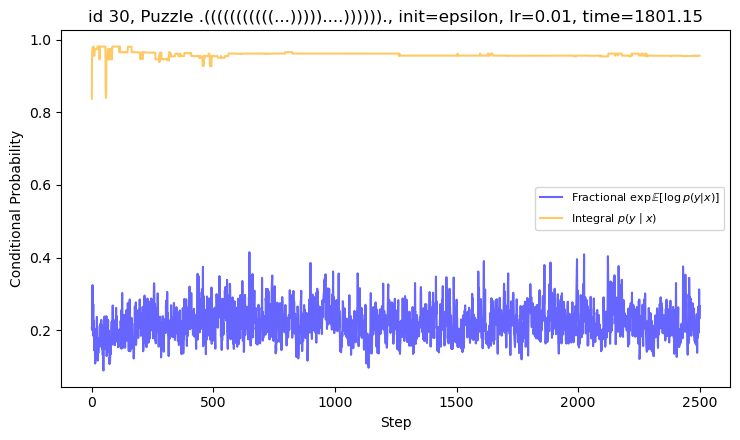 id 30, Puzzle .(((((((((((...)))))....))))))., init=epsilon, lr=0.01, time=1801.15
1.0
0.8
0.6
0.4
0.2
Conditional Probability
Fractional exp𝔼[log p(y|x)]
Integral p(y | x)
0
500
1000
1500
2000
2500
Step